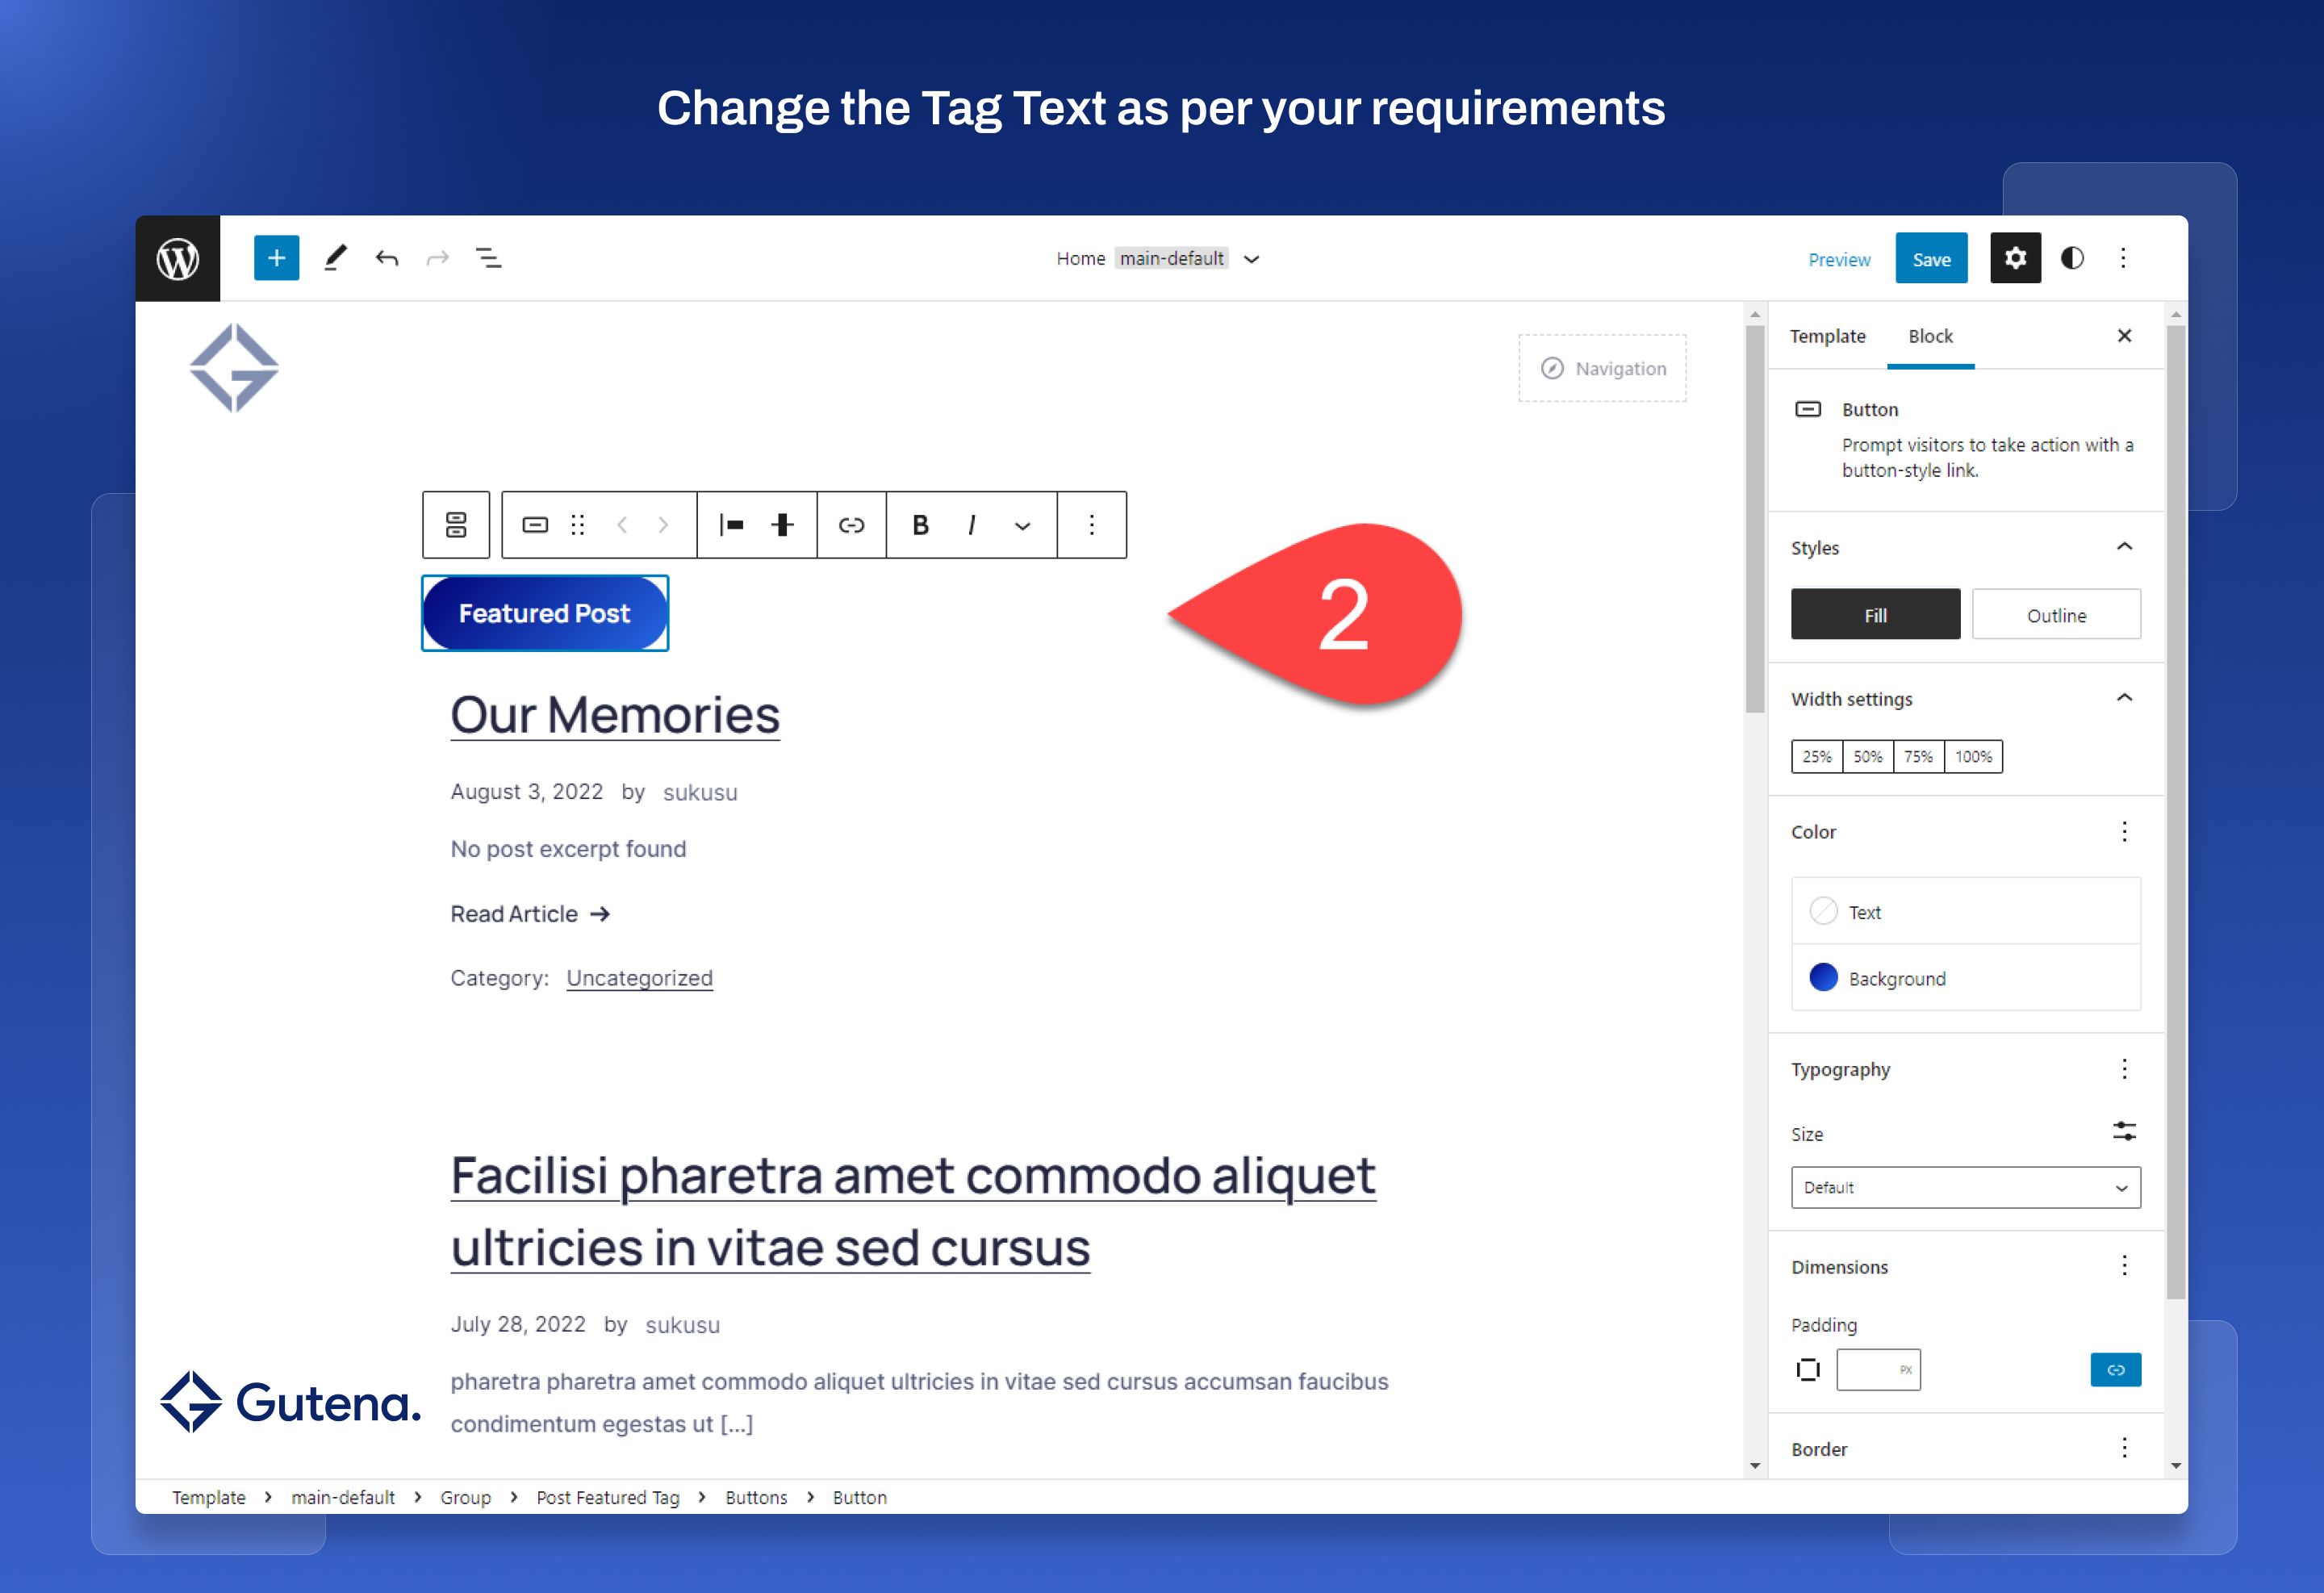 Change the Tag Text as per your requirements
Home main-default
Preview Save
Navigation
Template Block
Button
Prompt visitors to take action with a
button-style link.
B I
Featured Post
2
Styles
Fill Outline
Our Memories
Width settings
25% 50% 75% 100%
August 3, 2022 by sukusu
No post excerpt found
Read Article →
Category: Uncategorized
Color
Text
Background
Typography
Size
Default
Facilisi pharetra amet commodo aliquet
ultricies in vitae sed cursus
July 28, 2022 by sukusu
pharetra pharetra amet commodo aliquet ultricies in vitae sed cursus accumsan faucibus
condimentum egestas ut [...]
Dimensions
Padding
PX
Border
Gutena.
Template > main-default > Group > Post Featured Tag > Buttons > Button